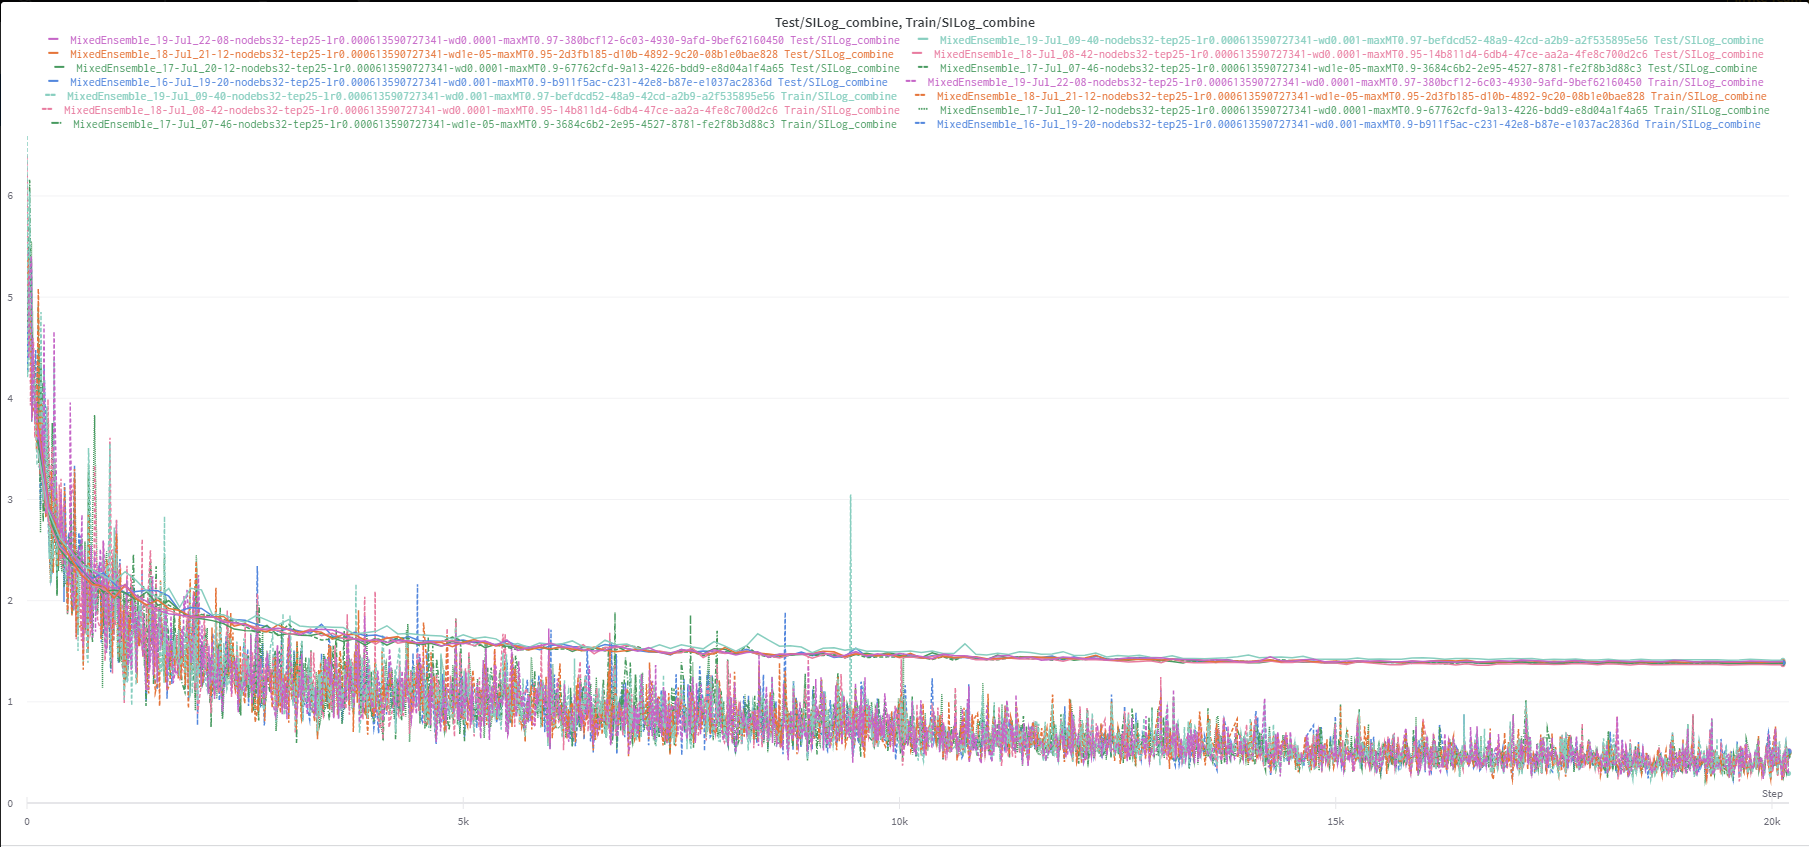 Test/SILog_combine, Train/SILog_combine
MixedEnsemble_19-Jul_22-08-nodebs32-tep25-lr0.000613590727341-wd0.0001-maxMT0.97-380bcf12-6c03-4930-9afd-9bef62160450 Test/SILog_combine MixedEnsemble_19-Jul_09-40-nodebs32-tep25-lr0.000613590727341-wd0.001-maxMT0.97-befdcd52-48a9-42cd-a2b9-a2f535895e56 Test/SILog_combine
MixedEnsemble_18-Jul_21-12-nodebs32-tep25-lr0.000613590727341-wd1e-05-maxMT0.95-2d3fb185-d10b-4892-9c20-08b1e0bae828 Test/SILog_combine MixedEnsemble_18-Jul_08-42-nodebs32-tep25-lr0.000613590727341-wd0.0001-maxMT0.95-14b811d4-6db4-47ce-aa2a-4fe8c700d2c6 Test/SILog_combine
MixedEnsemble_17-Jul_20-12-nodebs32-tep25-lr0.000613590727341-wd0.0001-maxMT0.9-67762cfd-9a13-4226-bdd9-e8d04a1f4a65 Test/SILog_combine MixedEnsemble_17-Jul_07-46-nodebs32-tep25-lr0.000613590727341-wd1e-05-maxMT0.9-3684c6b2-2e95-4527-8781-fe2f8b3d88c3 Test/SILog_combine
MixedEnsemble_16-Jul_19-20-nodebs32-tep25-lr0.000613590727341-wd0.001-maxMT0.9-b911f5ac-c231-42e8-b87e-e1037ac2836d Test/SILog_combine MixedEnsemble_19-Jul_22-08-nodebs32-tep25-lr0.000613590727341-wd0.0001-maxMT0.97-380bcf12-6c03-4930-9afd-9bef62160450 Train/SILog_combine
MixedEnsemble_19-Jul_09-40-nodebs32-tep25-lr0.000613590727341-wd0.001-maxMT0.97-befdcd52-48a9-42cd-a2b9-a2f535895e56 Train/SILog_combine MixedEnsemble_18-Jul_21-12-nodebs32-tep25-lr0.000613590727341-wd1e-05-maxMT0.95-2d3fb185-d10b-4892-9c20-08b1e0bae828 Train/SILog_combine
MixedEnsemble_18-Jul_08-42-nodebs32-tep25-lr0.000613590727341-wd0.0001-maxMT0.95-14b811d4-6db4-47ce-aa2a-4fe8c700d2c6 Train/SILog_combine MixedEnsemble_17-Jul_20-12-nodebs32-tep25-lr0.000613590727341-wd0.0001-maxMT0.9-67762cfd-9a13-4226-bdd9-e8d04a1f4a65 Train/SILog_combine
MixedEnsemble_17-Jul_07-46-nodebs32-tep25-lr0.000613590727341-wd1e-05-maxMT0.9-3684c6b2-2e95-4527-8781-fe2f8b3d88c3 Train/SILog_combine MixedEnsemble_16-Jul_19-20-nodebs32-tep25-lr0.000613590727341-wd0.001-maxMT0.9-b911f5ac-c231-42e8-b87e-e1037ac2836d Train/SILog_combine
6
5
4
3
2
1
0
Step
0 5k 10k 15k 20k